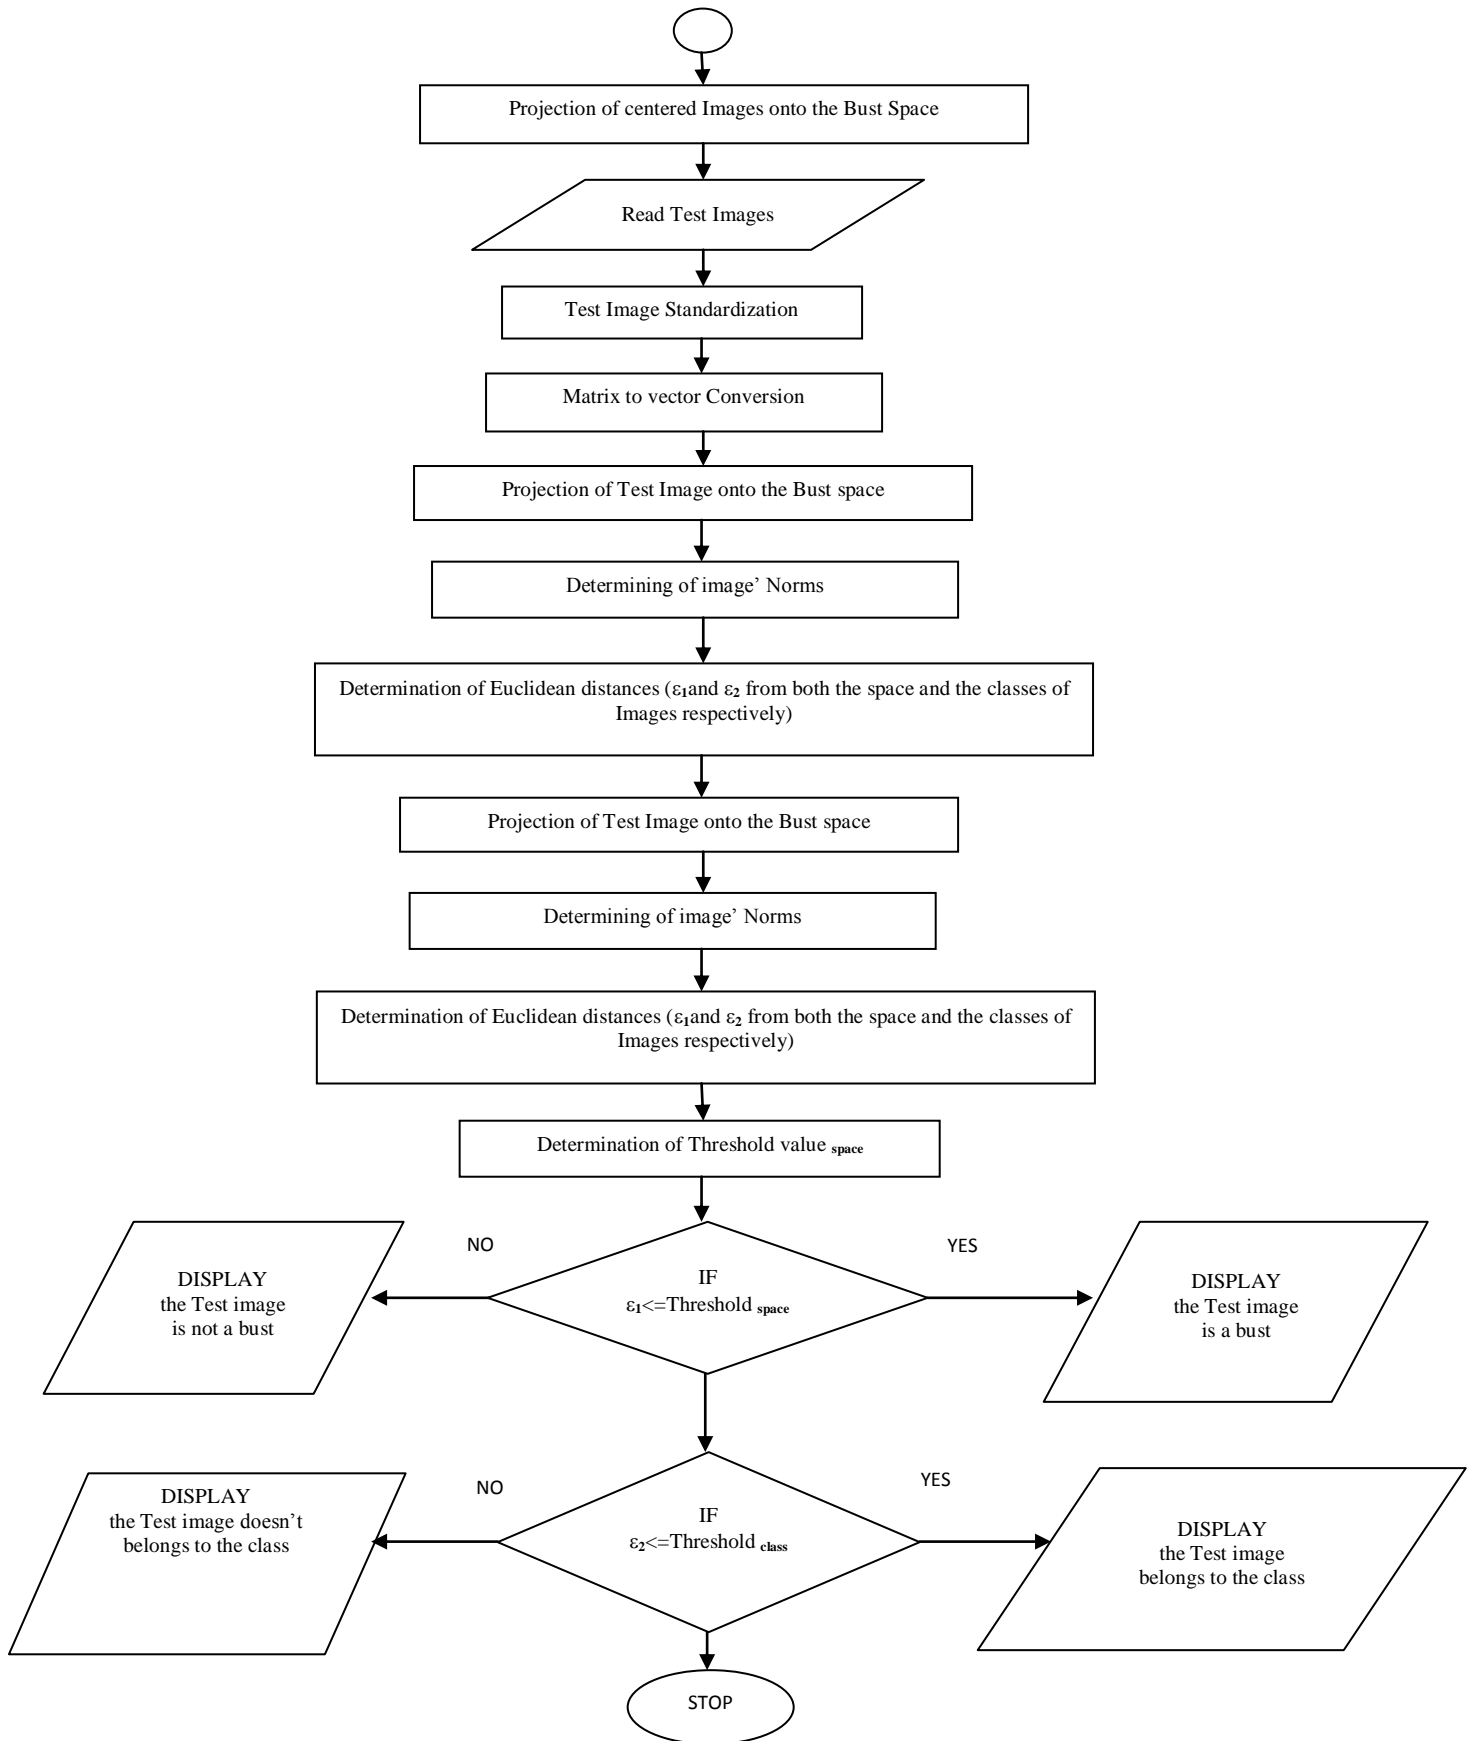 Projection of centered Images onto the Bust Space
Read Test Images
Test Image Standardization
Matrix to vector Conversion
Projection of Test Image onto the Bust space
Determining of image’ Norms
Determination of Euclidean distances (ε₁and ε₂ from both the space and the classes of
Images respectively)
Projection of Test Image onto the Bust space
Determining of image’ Norms
Determination of Euclidean distances (ε₁and ε₂ from both the space and the classes of
Images respectively)
Determination of Threshold value space
NO
YES
DISPLAY
the Test image
is not a bust
IF
ε₁<=Threshold space
DISPLAY
the Test image
is a bust
NO
YES
DISPLAY
the Test image doesn’t
belongs to the class
IF
ε₂<=Threshold class
DISPLAY
the Test image
belongs to the class
STOP